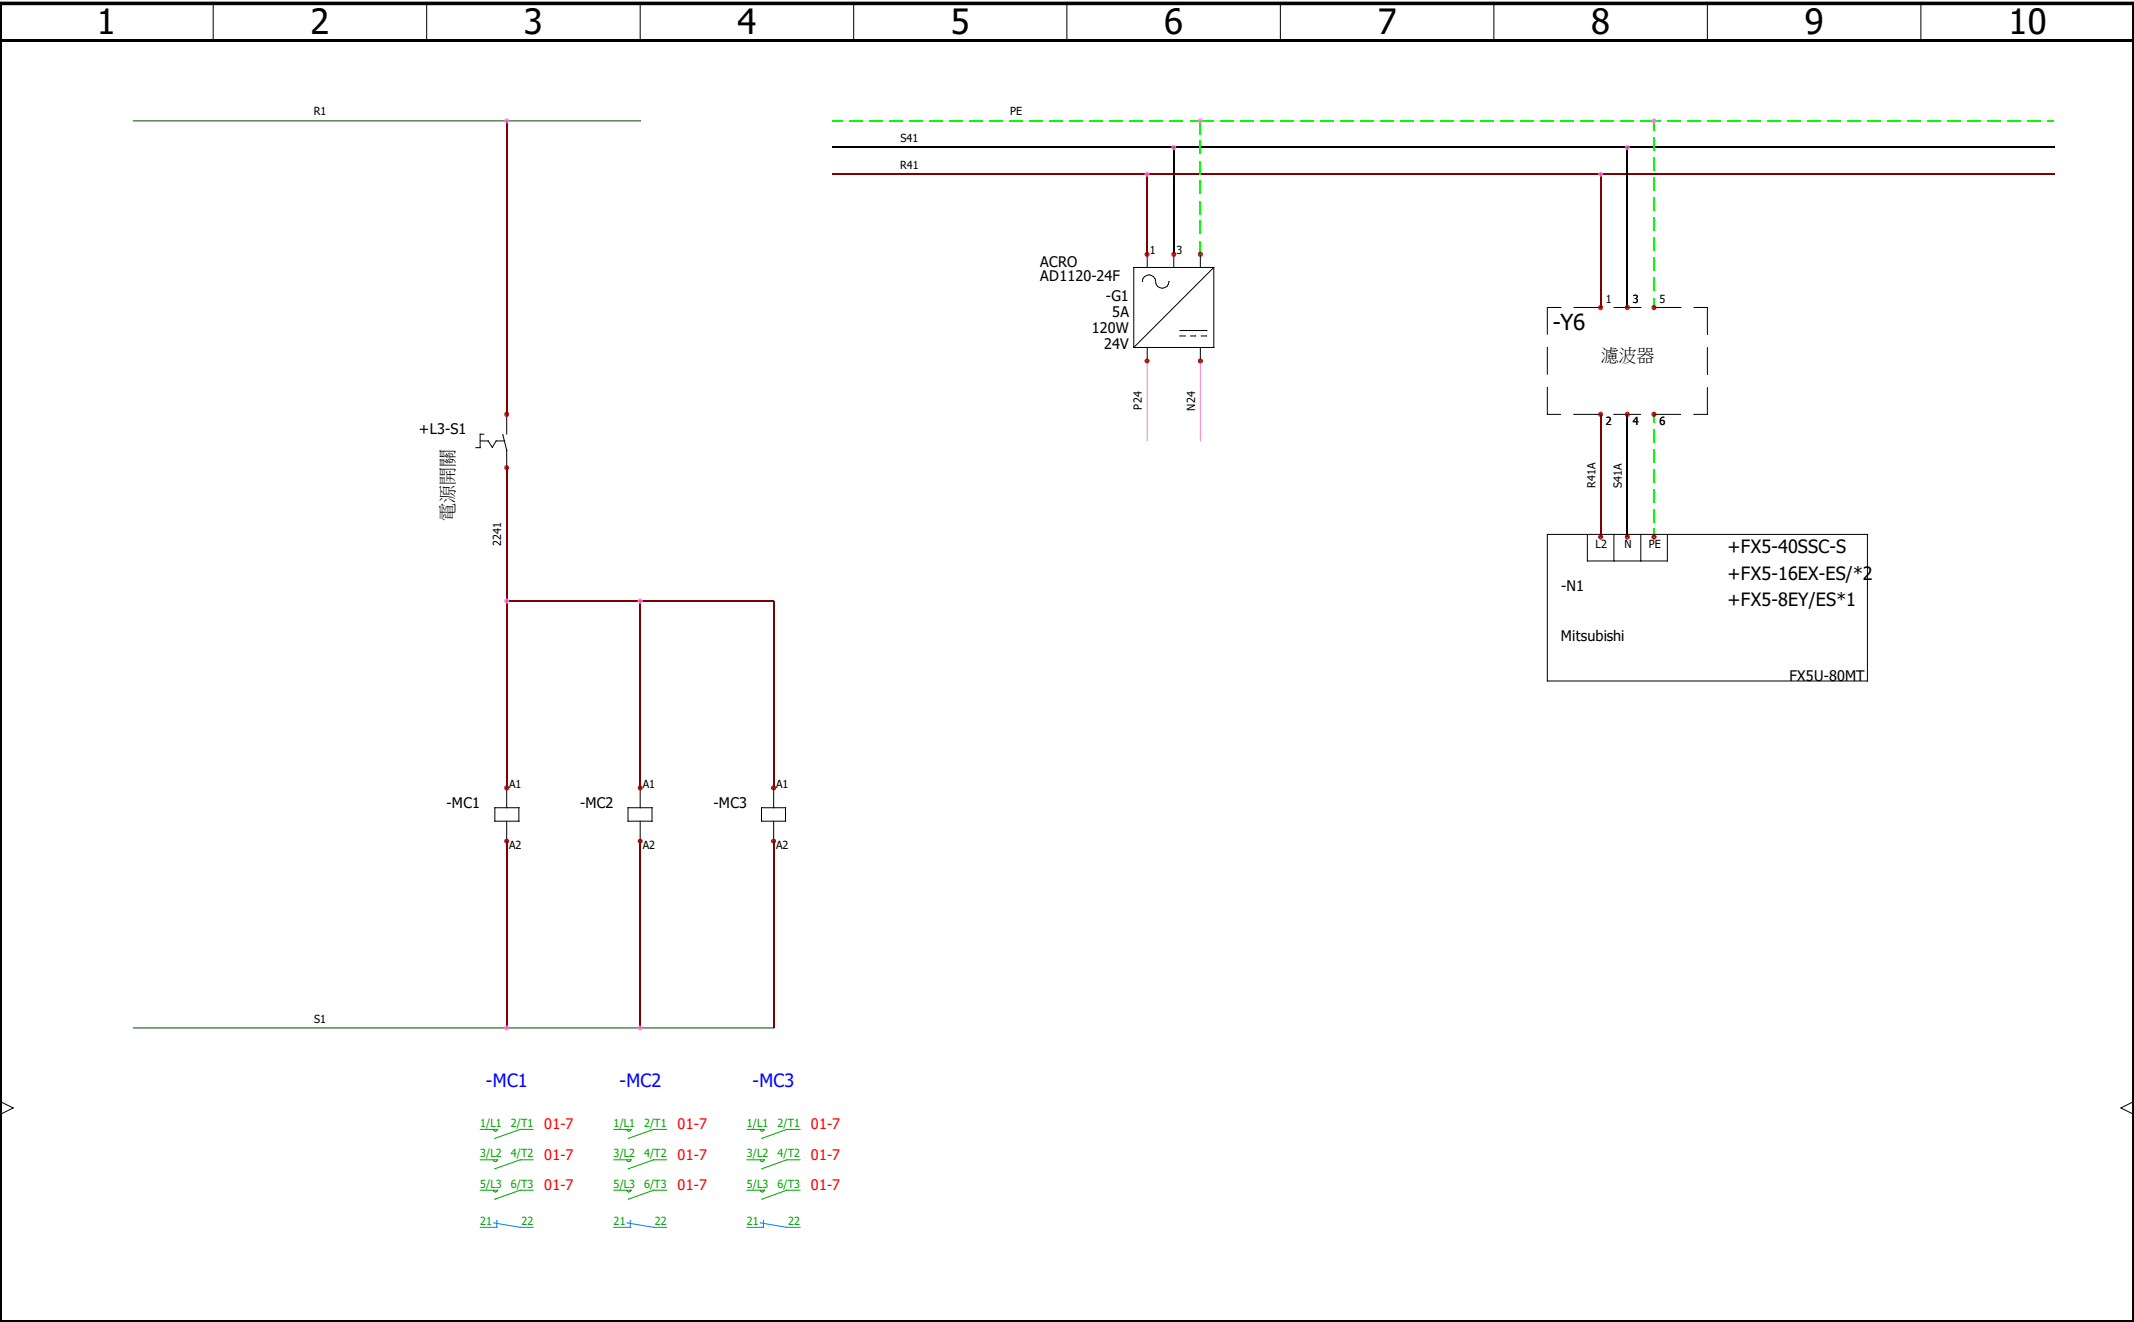 1 2 3 4 5 6 7 8 9 10
R1
PE
S41
R41
1 3
ACRO
AD1120-24F
-G1
5A
120W
24V
P24 N24
1 3 5
-Y6
濾波器
2 4 6
R41A S41A
L2 N PE
-N1
Mitsubishi
+FX5-40SSC-S
+FX5-16EX-ES/*2
+FX5-8EY/ES*1
FX5U-80MT
+L3-S1
電源開關
2241
A1 A1 A1
-MC1 -MC2 -MC3
A2 A2 A2
S1
-MC1 -MC2 -MC3
1/L1 2/T1 01-7 1/L1 2/T1 01-7 1/L1 2/T1 01-7
3/L2 4/T2 01-7 3/L2 4/T2 01-7 3/L2 4/T2 01-7
5/L3 6/T3 01-7 5/L3 6/T3 01-7 5/L3 6/T3 01-7
21 22 21 22 21 22